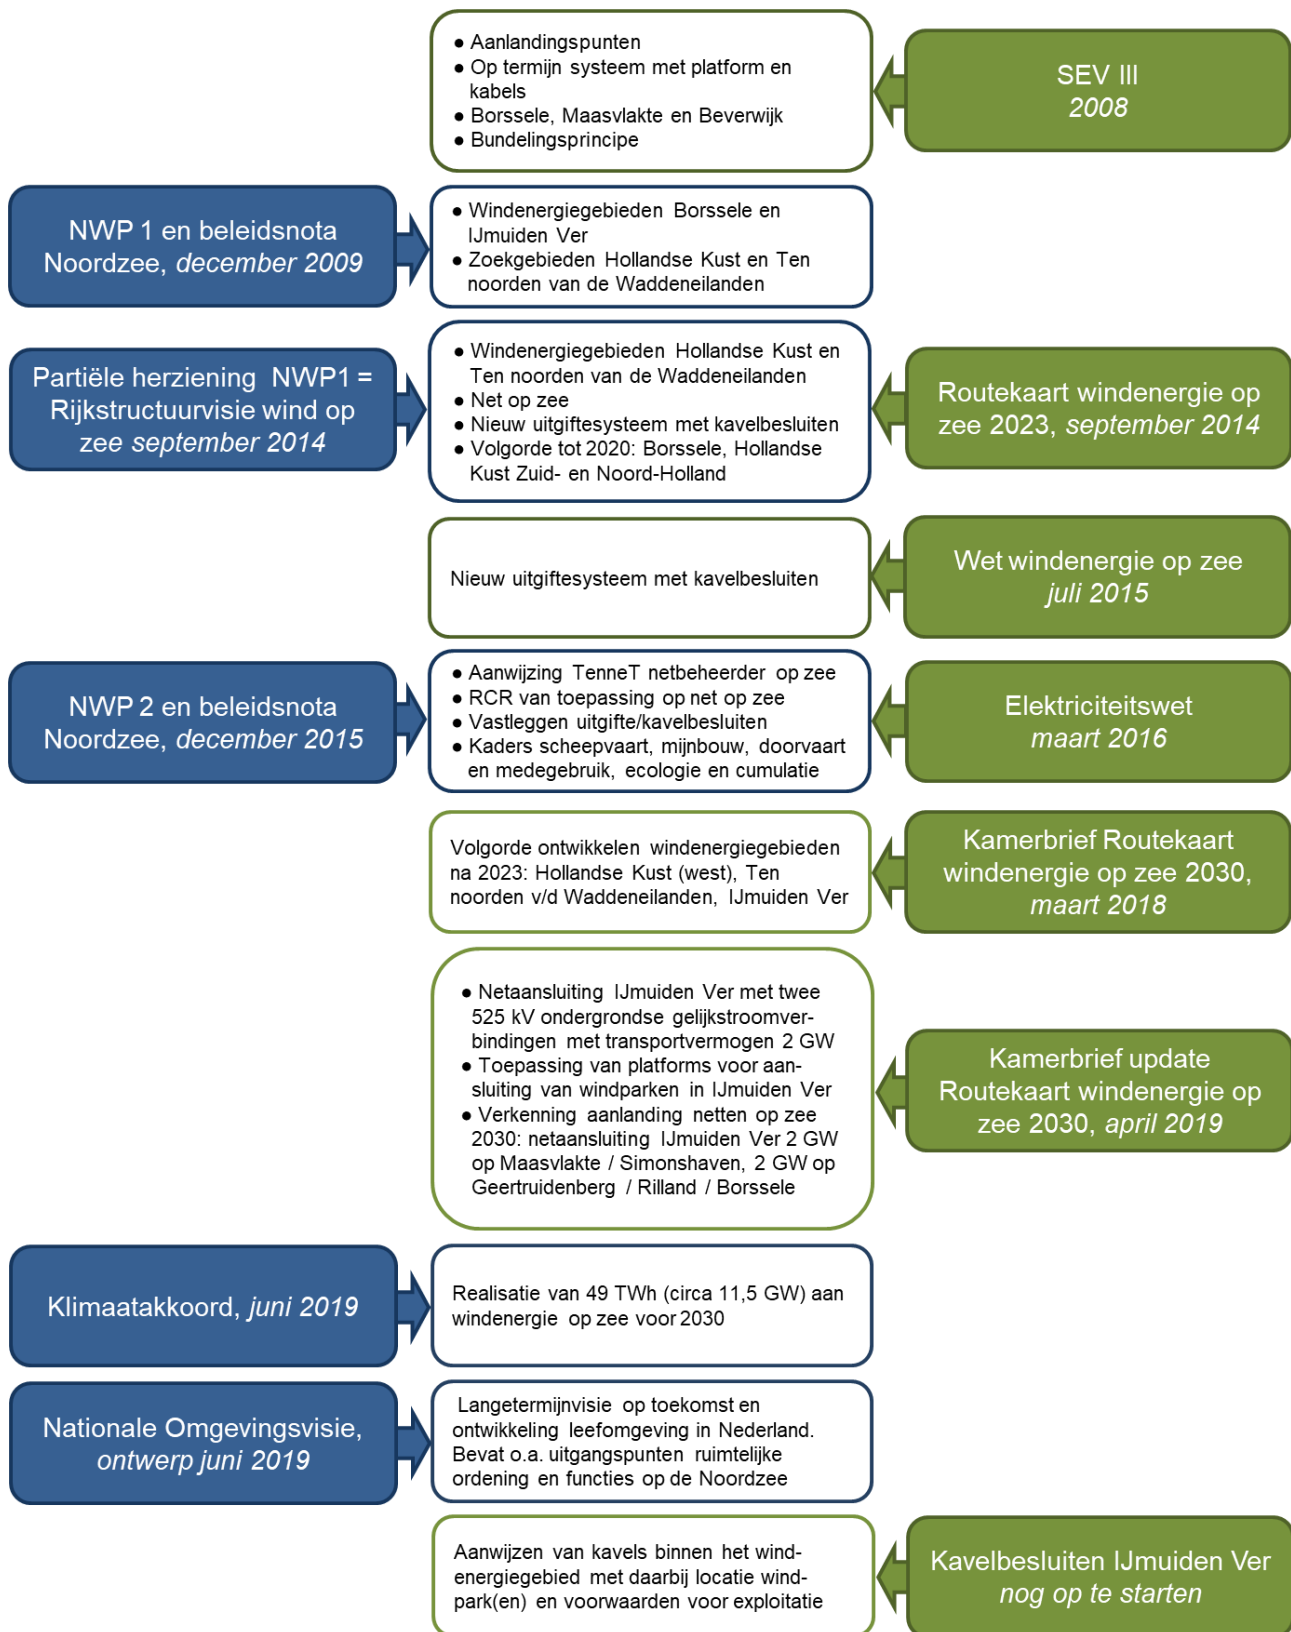 ● Aanlandingspunten
● Op termijn systeem met platform en
kabels
● Borssele, Maasvlakte en Beverwijk
● Bundelingsprincipe
SEV III
2008
NWP 1 en beleidsnota
Noordzee, december 2009
● Windenergiegebieden Borssele en
IJmuiden Ver
● Zoekgebieden Hollandse Kust en Ten
noorden van de Waddeneilanden
Partiële herziening NWP1 =
Rijkstructuurvisie wind op
zee september 2014
● Windenergiegebieden Hollandse Kust en
Ten noorden van de Waddeneilanden
● Net op zee
● Nieuw uitgiftesysteem met kavelbesluiten
● Volgorde tot 2020: Borssele, Hollandse
Kust Zuid- en Noord-Holland
Routekaart windenergie op
zee 2023, september 2014
Nieuw uitgiftesysteem met kavelbesluiten
Wet windenergie op zee
juli 2015
NWP 2 en beleidsnota
Noordzee, december 2015
● Aanwijzing TenneT netbeheerder op zee
● RCR van toepassing op net op zee
● Vastleggen uitgifte/kavelbesluiten
● Kaders scheepvaart, mijnbouw, doorvaart
en medegebruik, ecologie en cumulatie
Elektriciteitswet
maart 2016
Volgorde ontwikkelen windenergiegebieden
na 2023: Hollandse Kust (west), Ten
noorden v/d Waddeneilanden, IJmuiden Ver
Kamerbrief Routekaart
windenergie op zee 2030,
maart 2018
● Netaansluiting IJmuiden Ver met twee
525 kV ondergrondse gelijkstroomver-
bindingen met transportvermogen 2 GW
● Toepassing van platforms voor aan-
sluiting van windparken in IJmuiden Ver
● Verkenning aanlanding netten op zee
2030: netaansluiting IJmuiden Ver 2 GW
op Maasvlakte / Simonshaven, 2 GW op
Geertruidenberg / Rilland / Borssele
Kamerbrief update
Routekaart windenergie op
zee 2030, april 2019
Klimaatakkoord, juni 2019
Realisatie van 49 TWh (circa 11,5 GW) aan
windenergie op zee voor 2030
Nationale Omgevingsvisie,
ontwerp juni 2019
Langetermijnvisie op toekomst en
ontwikkeling leefomgeving in Nederland.
Bevat o.a. uitgangspunten ruimtelijke
ordening en functies op de Noordzee
Aanwijzen van kavels binnen het wind-
energiegebied met daarbij locatie wind-
park(en) en voorwaarden voor exploitatie
Kavelbesluiten IJmuiden Ver
nog op te starten